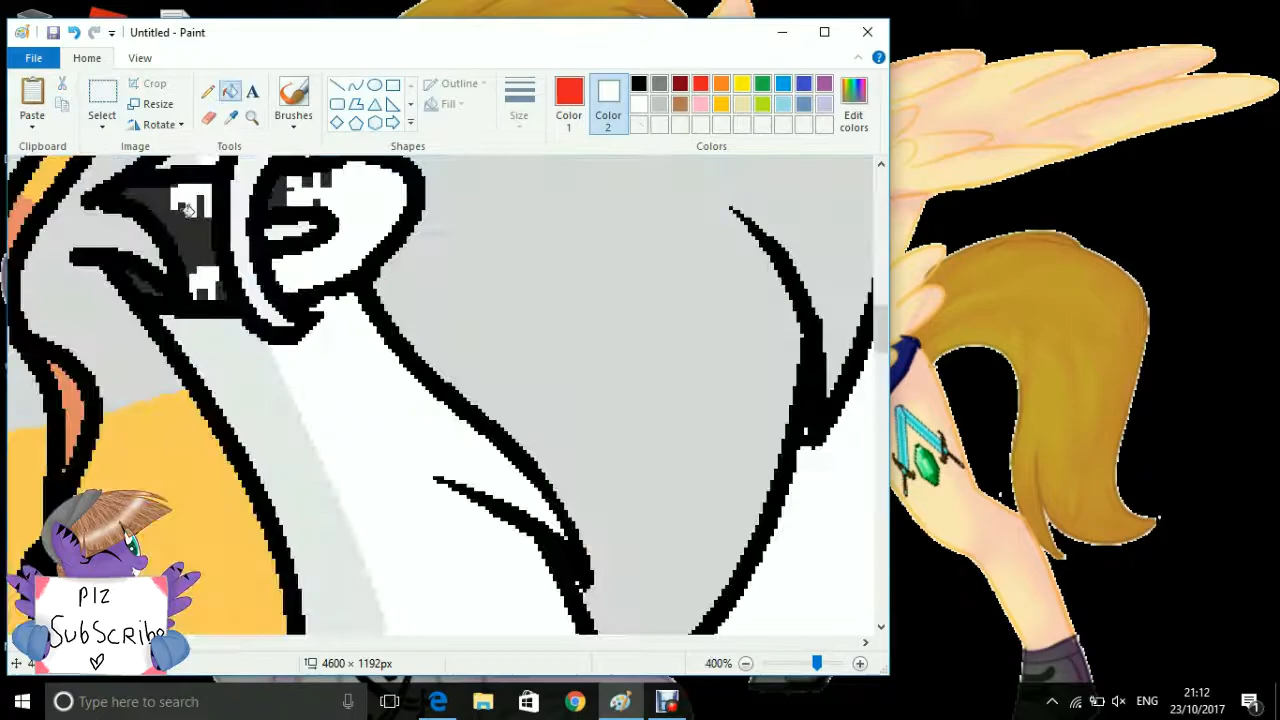 Untitled - Paint
File Home View
Paste
Clipboard
Select
Crop
Resize
Rotate
Image
A
Tools
Brushes
Outline
Fill
Shapes
Size
Color 1
Color 2
Edit colors
Colors
Plz
Subscribe
4600 × 1192px
400%
Type here to search
ENG
21:12
23/10/2017